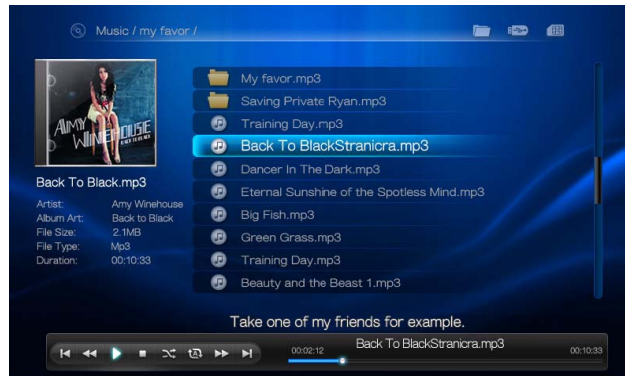 Music / my favor /
AMY
WINEHOUSE
BACK TO BLACK
My favor.mp3
Saving Private Ryan.mp3
Training Day.mp3
Back To BlackStranicra.mp3
Dancer In The Dark.mp3
Eternal Sunshine of the Spotless Mind.mp3
Big Fish.mp3
Green Grass.mp3
Training Day.mp3
Beauty and the Beast 1.mp3
Back To Black.mp3
Artist: Amy Winehouse
Album Art: Back to Black
File Size: 2.1MB
File Type: Mp3
Duration: 00:10:33
Take one of my friends for example.
Back To BlackStranicra.mp3
00:02:12
00:10:33